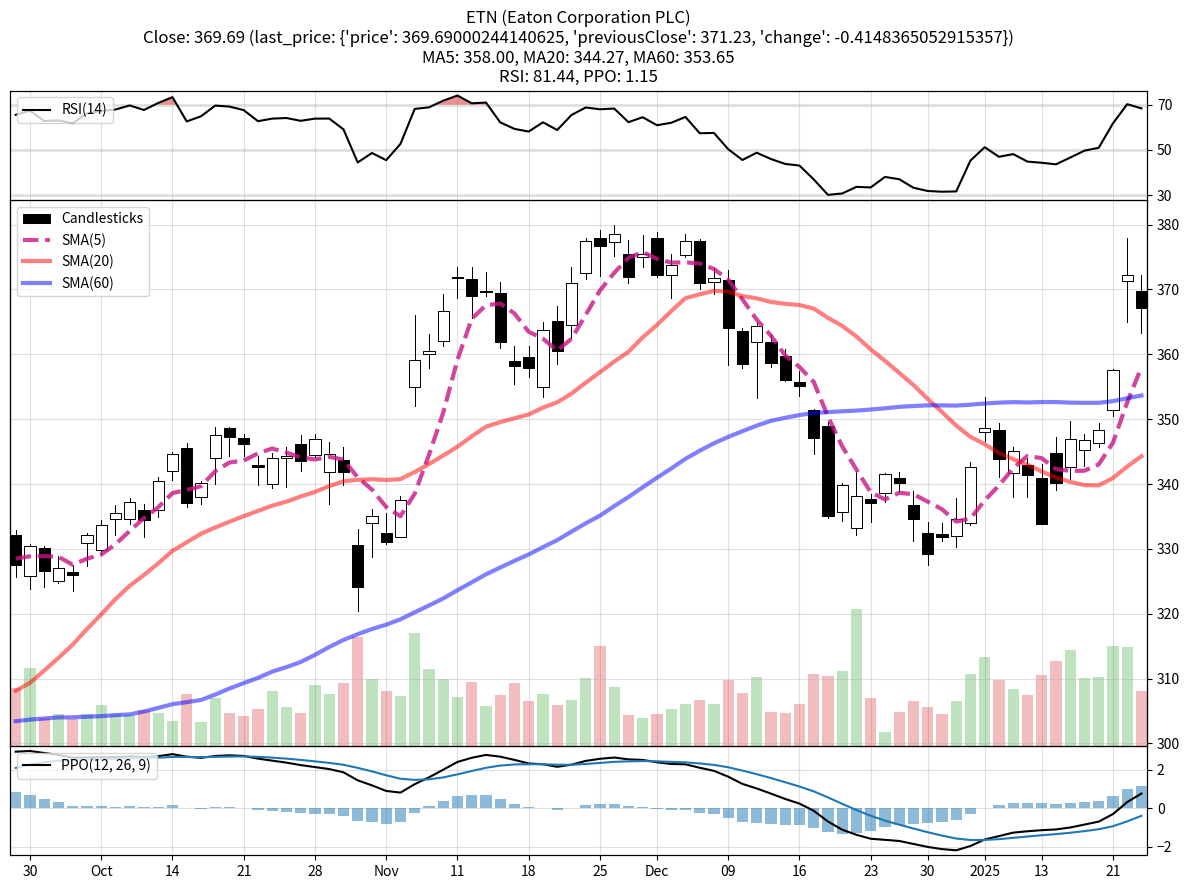 ETN (Eaton Corporation PLC)
Close: 369.69 (last_price: {'price': 369.69000244140625, 'previousClose': 371.23, 'change': -0.4148365052915357})
MA5: 358.00, MA20: 344.27, MA60: 353.65
RSI: 81.44, PPO: 1.15
RSI(14)
70
50
30
Candlesticks
SMA(5)
SMA(20)
SMA(60)
380
370
360
350
340
330
320
310
300
PPO(12, 26, 9)
2
0
−2
30 Oct 14 21 28 Nov 11 18 25 Dec 09 16 23 30 2025 13 21